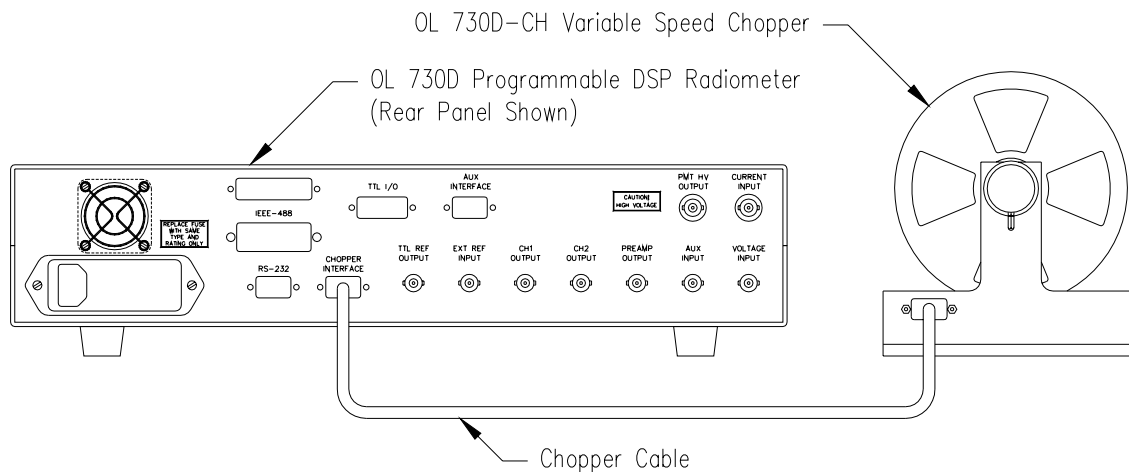 OL 730D-CH Variable Speed Chopper
OL 730D Programmable DSP Radiometer
(Rear Panel Shown)
TTL I/O
AUX
INTERFACE
CAUTION!
HIGH VOLTAGE
PMT HV
OUTPUT
CURRENT
INPUT
IEEE-488
REPLACE FUSE
WITH SAME
TYPE AND
RATING ONLY
RS-232
CHOPPER
INTERFACE
TTL REF
OUTPUT
EXT REF
INPUT
CH1
OUTPUT
CH2
OUTPUT
PREAMP
OUTPUT
AUX
INPUT
VOLTAGE
INPUT
Chopper Cable